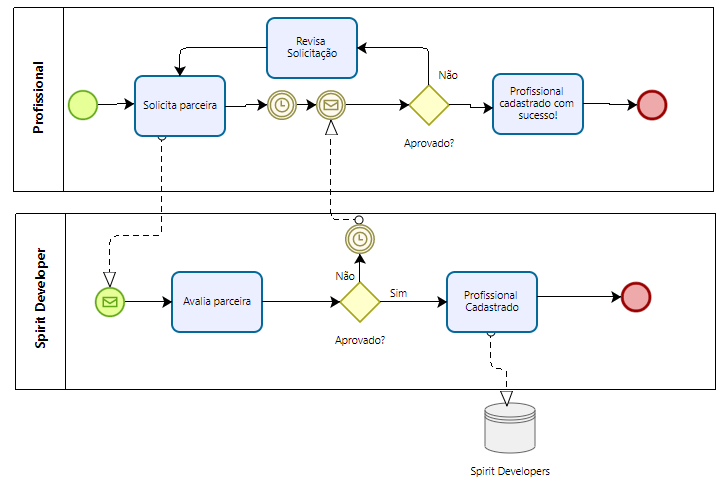 Profissional
Revisa
Solicitação
Solicita parceira
Não
Aprovado?
Profissional
cadastrado com
sucesso!
Spirit Developer
Avalia parceira
Não
Sim
Aprovado?
Profissional
Cadastrado
Spirit Developers